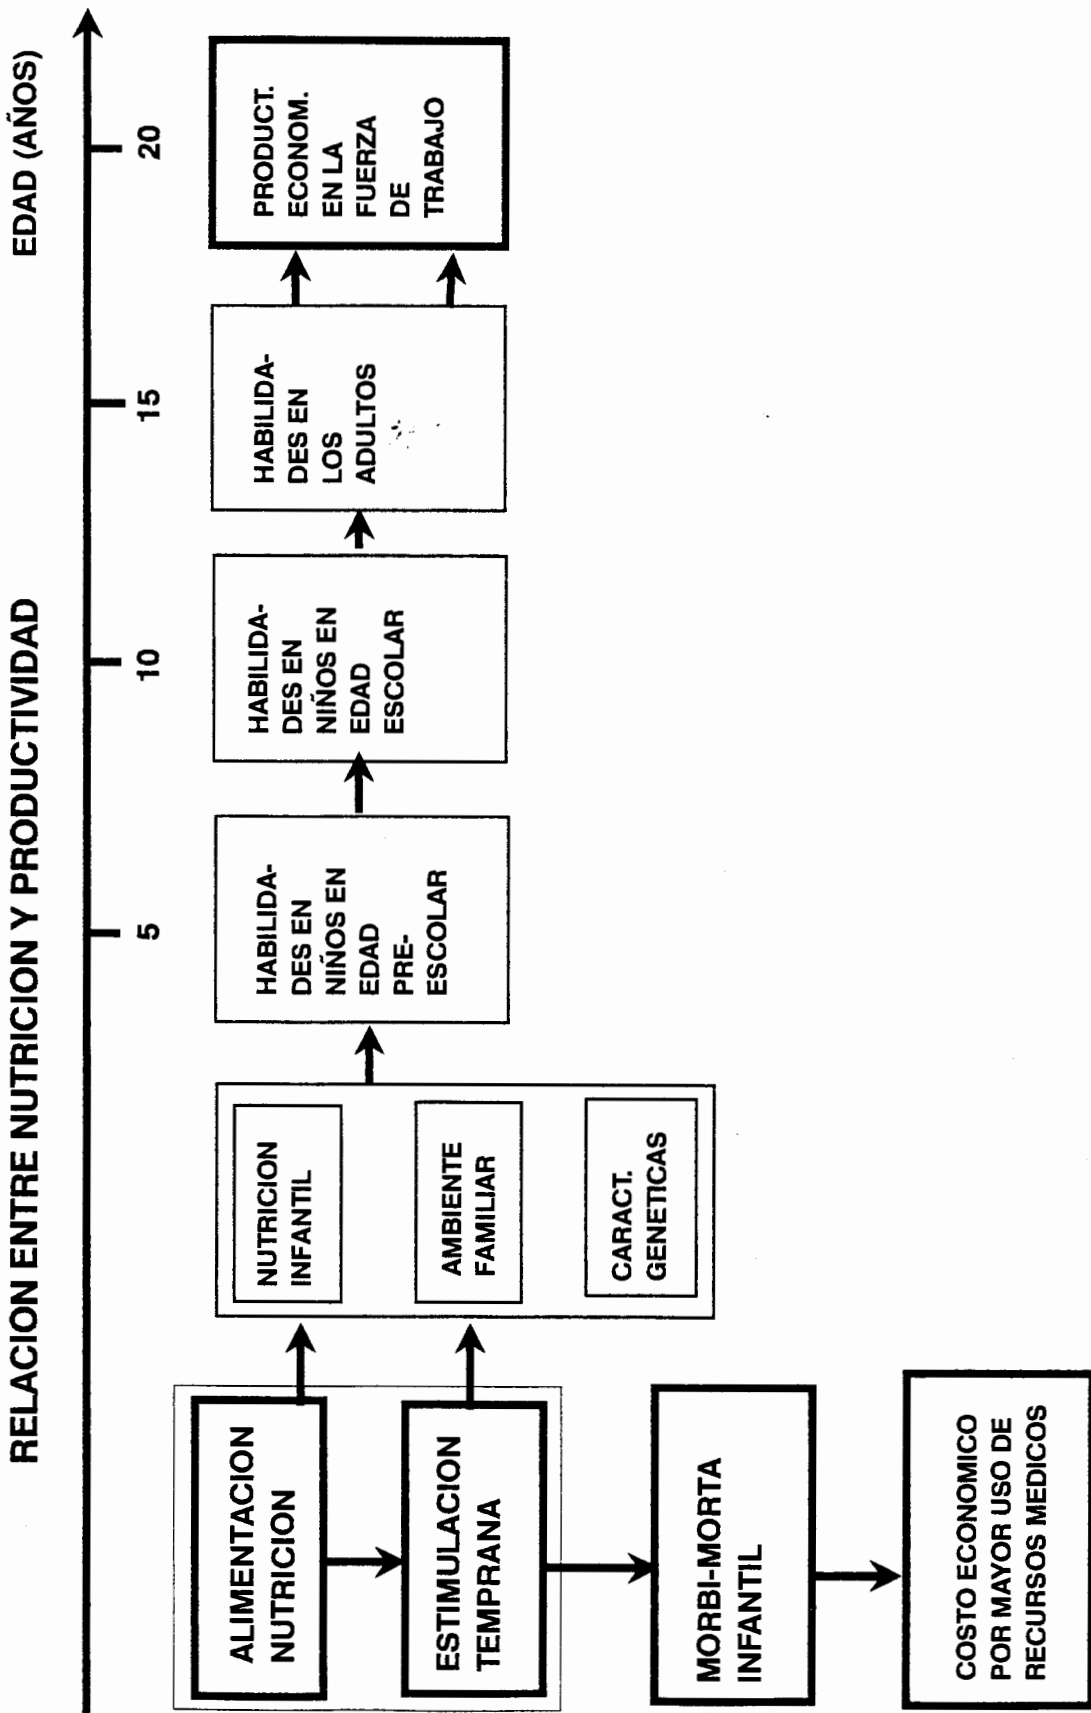 RELACION ENTRE NUTRICION Y PRODUCTIVIDAD
EDAD (AÑOS)
5
10
15
20
ALIMENTACION
NUTRICION
ESTIMULACION
TEMPRANA
MORBI-MORTA
INFANTIL
COSTO ECONOMICO
POR MAYOR USO DE
RECURSOS MEDICOS
NUTRICION
INFANTIL
AMBIENTE
FAMILIAR
CARACT.
GENETICAS
HABILIDA-
DES EN
NIÑOS EN
EDAD
PRE-
ESCOLAR
HABILIDA-
DES EN
NIÑOS EN
EDAD
ESCOLAR
HABILIDA-
DES EN
LOS
ADULTOS
PRODUCT.
ECONOM.
EN LA
FUERZA
DE
TRABAJO